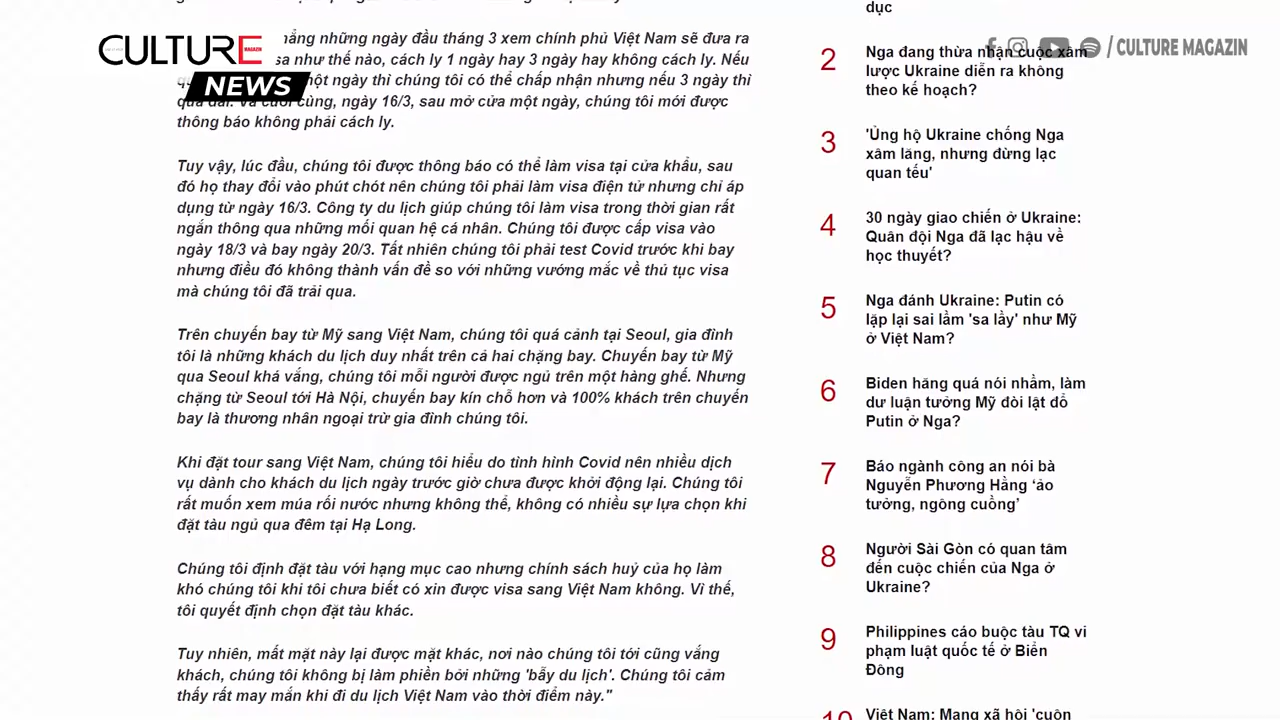 CULTURE
MAGAZIN
NEWS
/ CULTURE MAGAZIN
những ngày đầu tháng 3 xem chính phủ Việt Nam sẽ đưa ra
như thế nào, cách ly 1 ngày hay 3 ngày hay không cách ly. Nếu
một ngày thì chúng tôi có thể chấp nhận nhưng nếu 3 ngày thì
quá dài. Và cuối cùng, ngày 16/3, sau mở cửa một ngày, chúng tôi mới được
thông báo không phải cách ly.
Tuy vậy, lúc đầu, chúng tôi được thông báo có thể làm visa tại cửa khẩu, sau
đó họ thay đổi vào phút chót nên chúng tôi phải làm visa điện tử nhưng chỉ áp
dụng từ ngày 16/3. Công ty du lịch giúp chúng tôi làm visa trong thời gian rất
ngắn thông qua những mối quan hệ cá nhân. Chúng tôi được cấp visa vào
ngày 18/3 và bay ngày 20/3. Tất nhiên chúng tôi phải test Covid trước khi bay
nhưng điều đó không thành vấn đề so với những vướng mắc về thủ tục visa
mà chúng tôi đã trải qua.
Trên chuyến bay từ Mỹ sang Việt Nam, chúng tôi quá cảnh tại Seoul, gia đình
tôi là những khách du lịch duy nhất trên cả hai chặng bay. Chuyến bay từ Mỹ
qua Seoul khá vắng, chúng tôi mỗi người được ngủ trên một hàng ghế. Nhưng
chặng từ Seoul tới Hà Nội, chuyến bay kín chỗ hơn và 100% khách trên chuyến
bay là thương nhân ngoại trừ gia đình chúng tôi.
Khi đặt tour sang Việt Nam, chúng tôi hiểu do tình hình Covid nên nhiều dịch
vụ dành cho khách du lịch ngày trước giờ chưa được khởi động lại. Chúng tôi
rất muốn xem múa rối nước nhưng không thể, không có nhiều sự lựa chọn khi
đặt tàu ngủ qua đêm tại Hạ Long.
Chúng tôi định đặt tàu với hạng mục cao nhưng chính sách huỷ của họ làm
khó chúng tôi khi tôi chưa biết có xin được visa sang Việt Nam không. Vì thế,
tôi quyết định chọn đặt tàu khác.
Tuy nhiên, mất mặt này lại được mặt khác, nơi nào chúng tôi tới cũng vắng
khách, chúng tôi không bị làm phiền bởi những 'bẫy du lịch'. Chúng tôi cảm
thấy rất may mắn khi đi du lịch Việt Nam vào thời điểm này."
dục
2 Nga đang thừa nhận cuộc xâm
lược Ukraine diễn ra không
theo kế hoạch?
3 'Ủng hộ Ukraine chống Nga
xâm lăng, nhưng đừng lạc
quan tếu'
4 30 ngày giao chiến ở Ukraine:
Quân đội Nga đã lạc hậu về
học thuyết?
5 Nga đánh Ukraine: Putin có
lặp lại sai lầm 'sa lầy' như Mỹ
ở Việt Nam?
6 Biden hăng quá nói nhầm, làm
dư luận tưởng Mỹ đòi lật đổ
Putin ở Nga?
7 Báo ngành công an nói bà
Nguyễn Phương Hằng ‘ảo
tưởng, ngông cuồng’
8 Người Sài Gòn có quan tâm
đến cuộc chiến của Nga ở
Ukraine?
9 Philippines cáo buộc tàu TQ vi
phạm luật quốc tế ở Biển
Đông
10 Việt Nam: Mạng xã hội 'cuộn